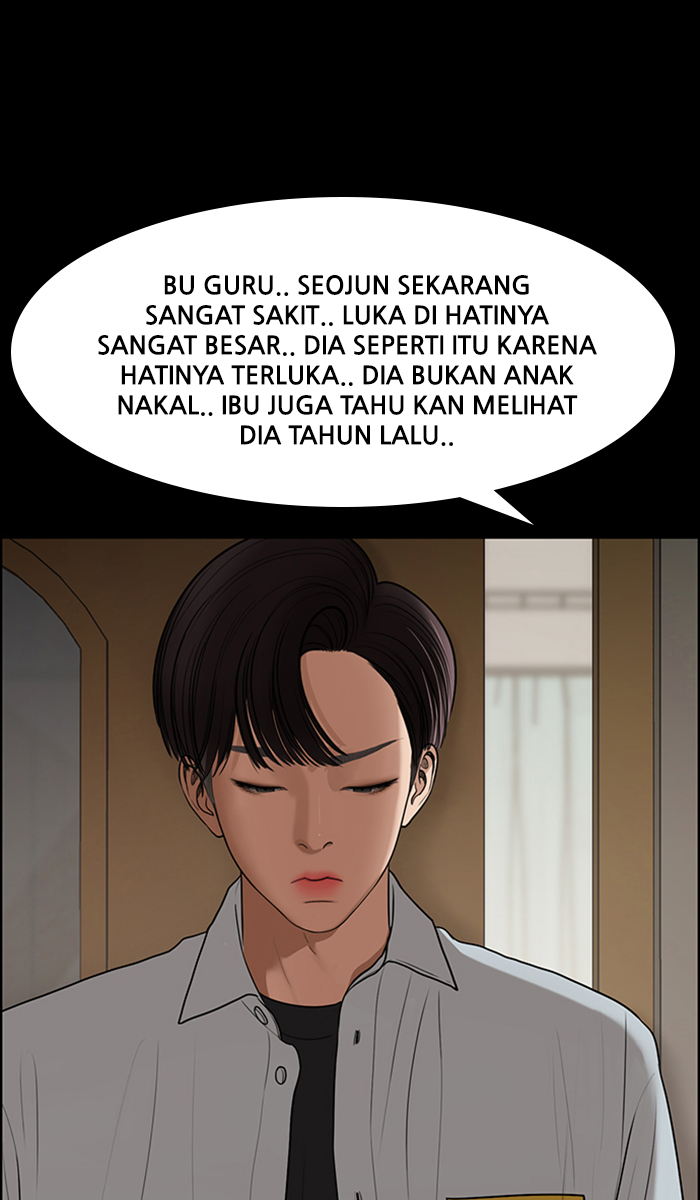 BU GURU.. SEOJUN SEKARANG
SANGAT SAKIT.. LUKA DI HATINYA
SANGAT BESAR.. DIA SEPERTI ITU KARENA
HATINYA TERLUKA.. DIA BUKAN ANAK
NAKAL.. IBU JUGA TAHU KAN MELIHAT
DIA TAHUN LALU..